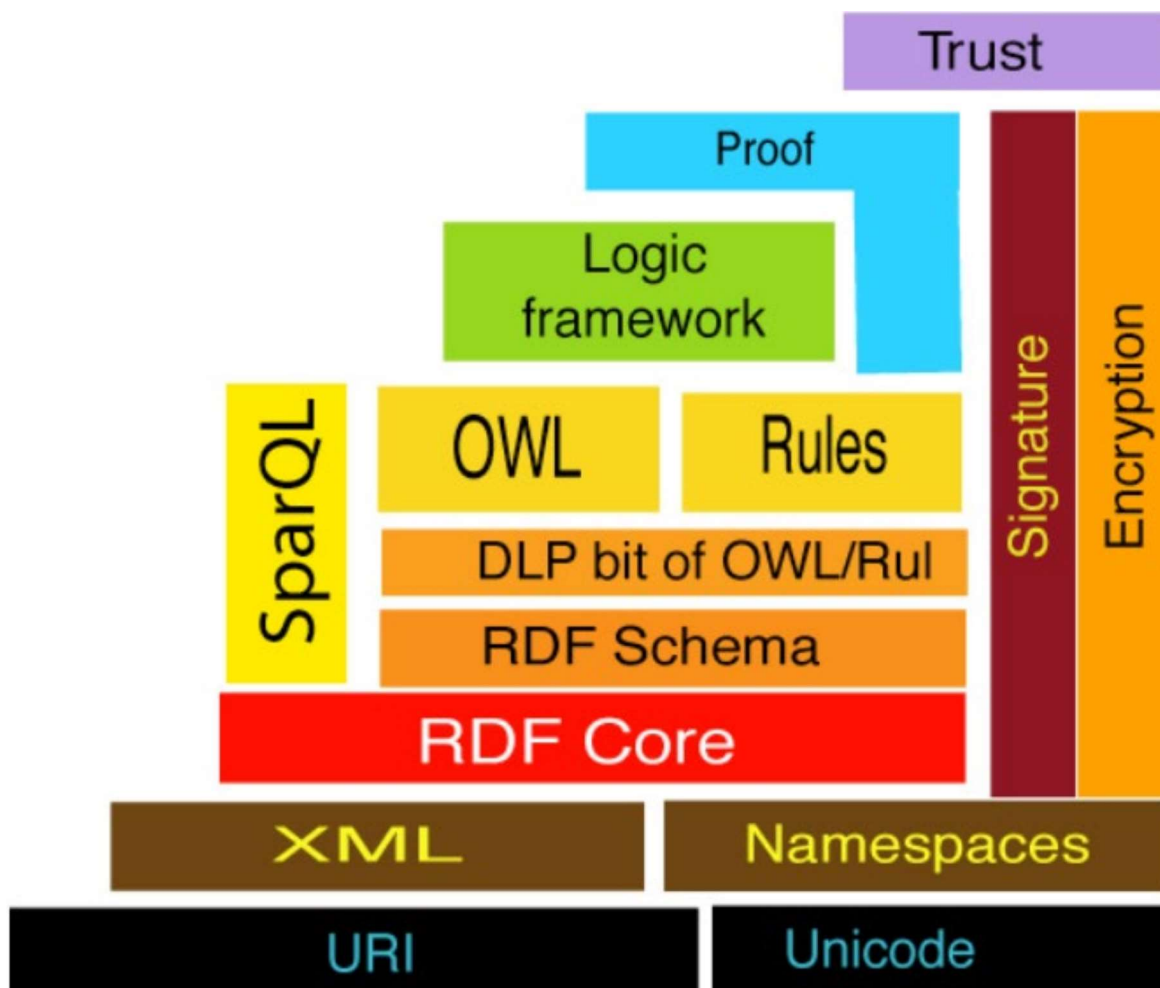 Trust
Proof
Logic
framework
SparQL
OWL
Rules
Signature
Encryption
DLP bit of OWL/Rul
RDF Schema
RDF Core
XML
Namespaces
URI
Unicode